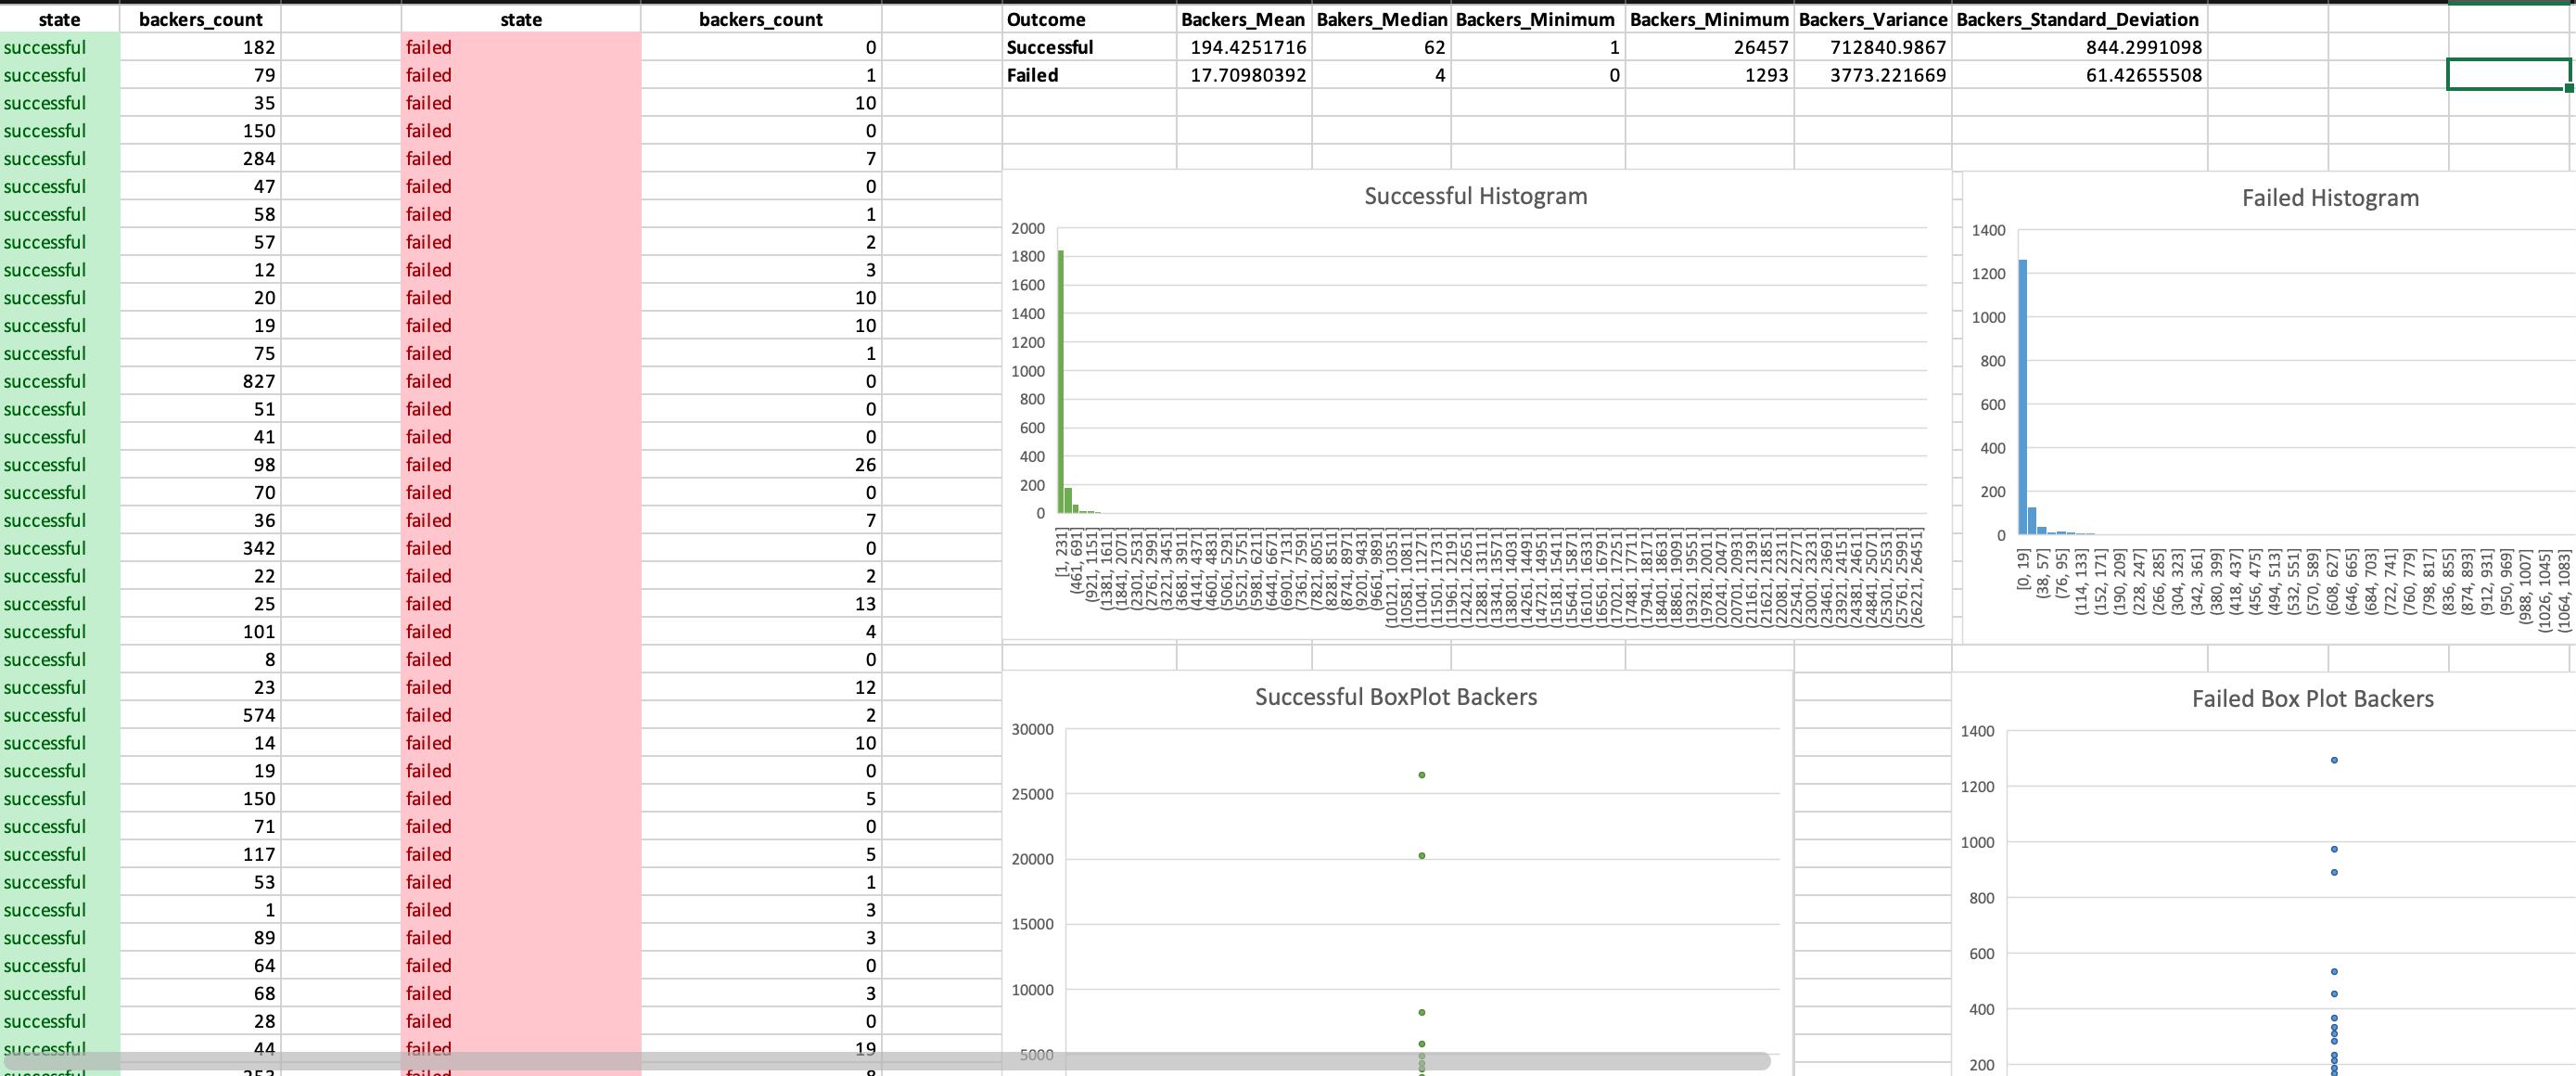 state backers_count state backers_count Outcome Backers_Mean Bakers_Median Backers_Minimum Backers_Minimum Backers_Variance Backers_Standard_Deviation
successful 182 failed 0 Successful 194.4251716 62 1 26457 712840.9867 844.2991098
successful 79 failed 1 Failed 17.70980392 4 0 1293 3773.221669 61.42655508
successful 35 failed 10
successful 150 failed 0
successful 284 failed 7
successful 47 failed 0
successful 58 failed 1
successful 57 failed 2
successful 12 failed 3
successful 20 failed 10
successful 19 failed 10
successful 75 failed 1
successful 827 failed 0
successful 51 failed 0
successful 41 failed 0
successful 98 failed 26
successful 70 failed 0
successful 36 failed 7
successful 342 failed 0
successful 22 failed 2
successful 25 failed 13
successful 101 failed 4
successful 8 failed 0
successful 23 failed 12
successful 574 failed 2
successful 14 failed 10
successful 19 failed 0
successful 150 failed 5
successful 71 failed 0
successful 117 failed 5
successful 53 failed 1
successful 1 failed 3
successful 89 failed 3
successful 64 failed 0
successful 68 failed 3
successful 28 failed 0
successful 44 failed 19
Successful Histogram
2000
1800
1600
1400
1200
1000
800
600
400
200
0
[1, 231]
(461, 691]
(921, 1151]
(1381, 1611]
(1841, 2071]
(2301, 2531]
(2761, 2991]
(3221, 3451]
(3681, 3911]
(4141, 4371]
(4601, 4831]
(5061, 5291]
(5521, 5751]
(5981, 6211]
(6441, 6671]
(6901, 7131]
(7361, 7591]
(7821, 8051]
(8281, 8511]
(8741, 8971]
(9201, 9431]
(9661, 9891]
(10121, 10351]
(10581, 10811]
(11041, 11271]
(11501, 11731]
(11961, 12191]
(12421, 12651]
(12881, 13111]
(13341, 13571]
(13801, 14031]
(14261, 14491]
(14721, 14951]
(15181, 15411]
(15641, 15871]
(16101, 16331]
(16561, 16791]
(17021, 17251]
(17481, 17711]
(17941, 18171]
(18401, 18631]
(18861, 19091]
(19321, 19551]
(19781, 20011]
(20241, 20471]
(20701, 20931]
(21161, 21391]
(21621, 21851]
(22081, 22311]
(22541, 22771]
(23001, 23231]
(23461, 23691]
(23921, 24151]
(24381, 24611]
(24841, 25071]
(25301, 25531]
(25761, 25991]
(26221, 26451]
Failed Histogram
1400
1200
1000
800
600
400
200
0
[0, 19]
(38, 57]
(76, 95]
(114, 133]
(152, 171]
(190, 209]
(228, 247]
(266, 285]
(304, 323]
(342, 361]
(380, 399]
(418, 437]
(456, 475]
(494, 513]
(532, 551]
(570, 589]
(608, 627]
(646, 665]
(684, 703]
(722, 741]
(760, 779]
(798, 817]
(836, 855]
(874, 893]
(912, 931]
(950, 969]
(988, 1007]
(1026, 1045]
(1064, 1083]
Successful BoxPlot Backers
30000
25000
20000
15000
10000
5000
Failed Box Plot Backers
1400
1200
1000
800
600
400
200